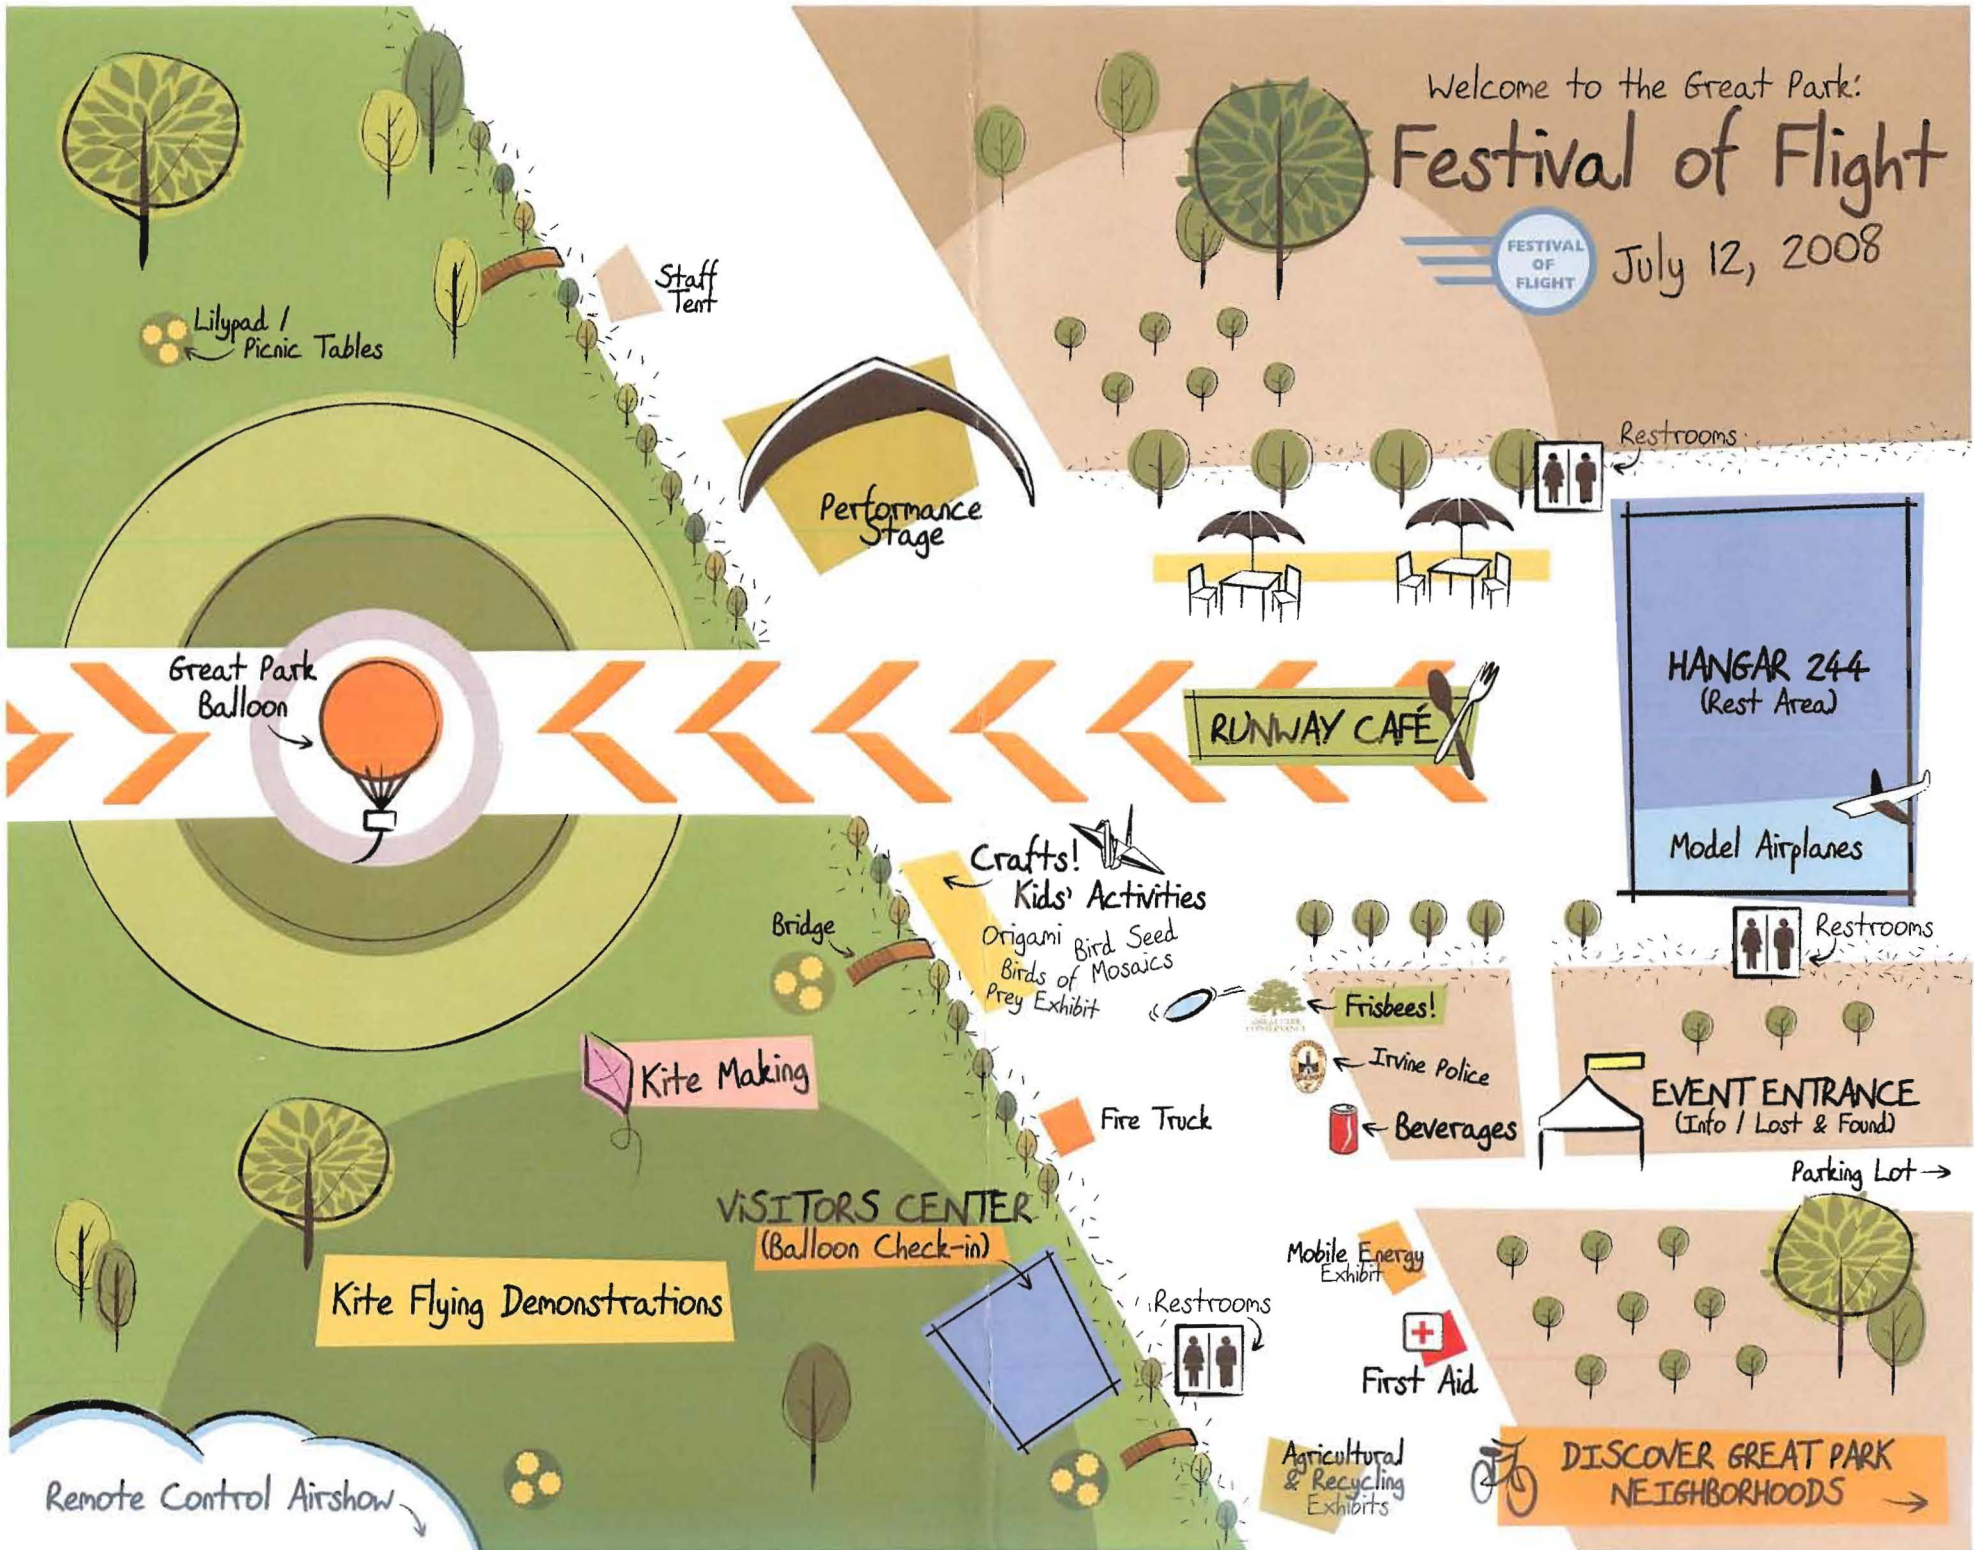 Welcome to the Great Park:
Festival of Flight
FESTIVAL
OF
FLIGHT
July 12, 2008
Staff
Tent
Lilypad /
Picnic Tables
Restrooms
Performance
Stage
Great Park
Balloon
HANGAR 244
(Rest Area)
RUNWAY CAFÉ
Model Airplanes
Crafts!
Kids' Activities
Origami
Bird Seed
Mosaics
Birds of
Prey Exhibit
Bridge
Restrooms
Frisbees!
Irvine Police
Kite Making
Fire Truck
Beverages
EVENT ENTRANCE
(Info / Lost & Found)
Parking Lot
VISITORS CENTER
(Balloon Check-in)
Mobile Energy
Exhibit
Kite Flying Demonstrations
Restrooms
First Aid
Agricultural
& Recycling
Exhibits
DISCOVER GREAT PARK
NEIGHBORHOODS
Remote Control Airshow